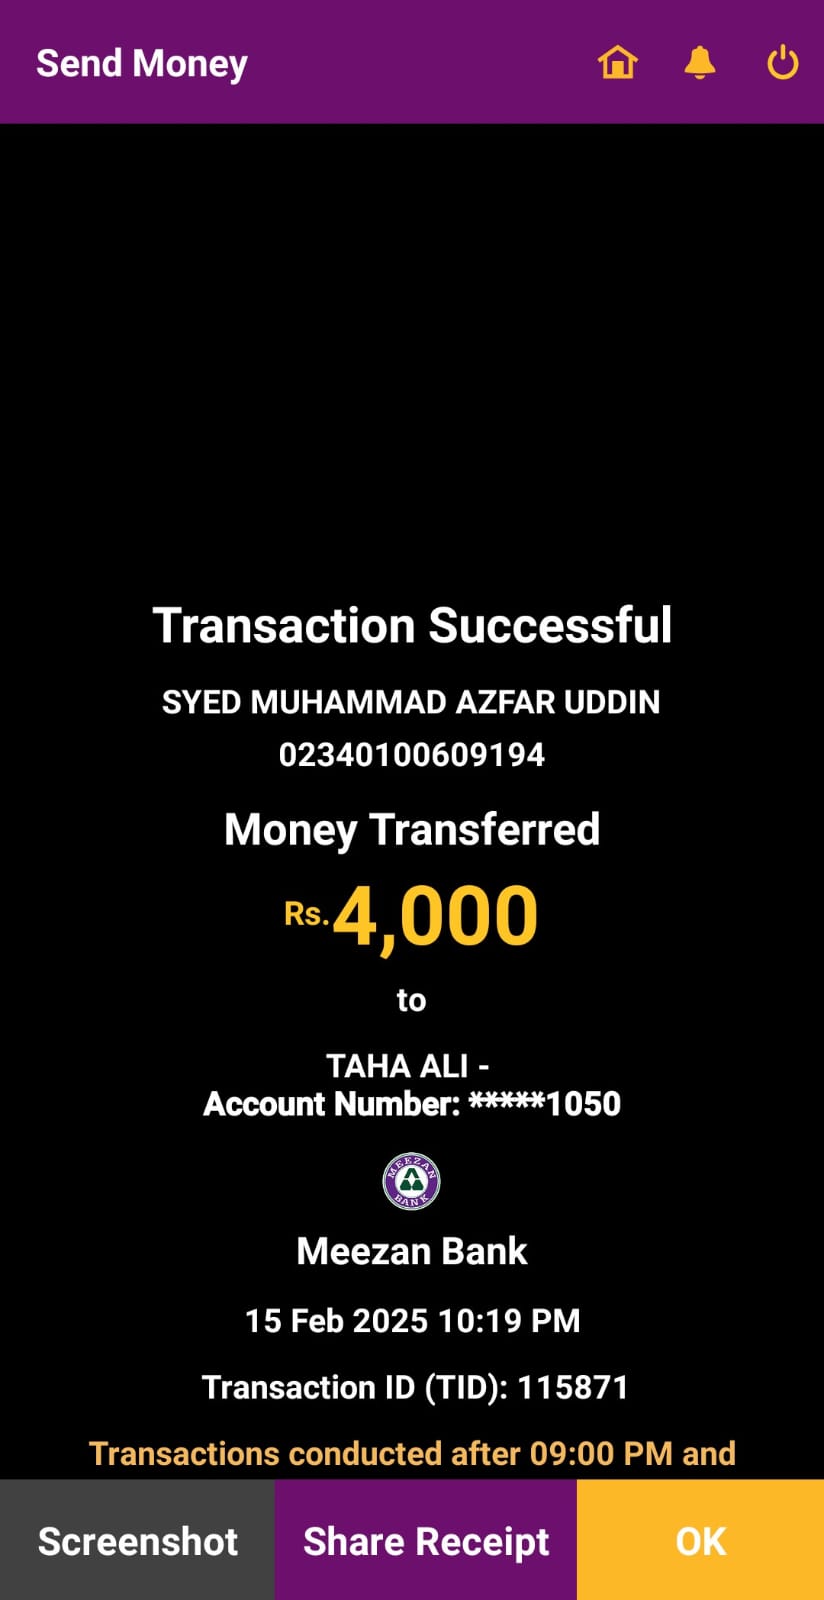 Send Money
Transaction Successful
SYED MUHAMMAD AZFAR UDDIN
02340100609194
Money Transferred
Rs.4,000
to
TAHA ALI -
Account Number: *****1050
MEEZAN
BANK
Meezan Bank
15 Feb 2025 10:19 PM
Transaction ID (TID): 115871
Transactions conducted after 09:00 PM and
Screenshot Share Receipt OK